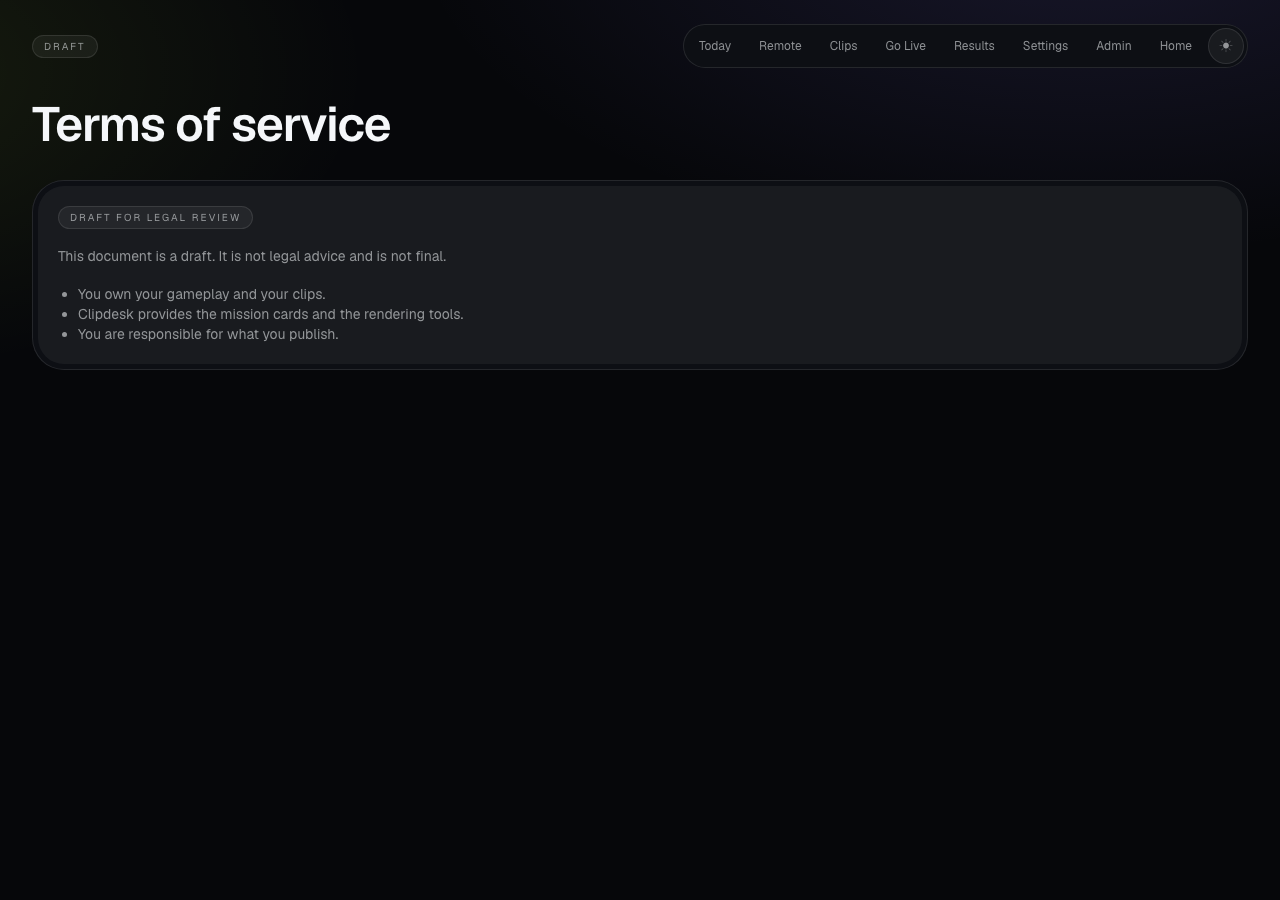 DRAFT
Today Remote Clips Go Live Results Settings Admin Home
Terms of service
DRAFT FOR LEGAL REVIEW
This document is a draft. It is not legal advice and is not final.
You own your gameplay and your clips.
Clipdesk provides the mission cards and the rendering tools.
You are responsible for what you publish.